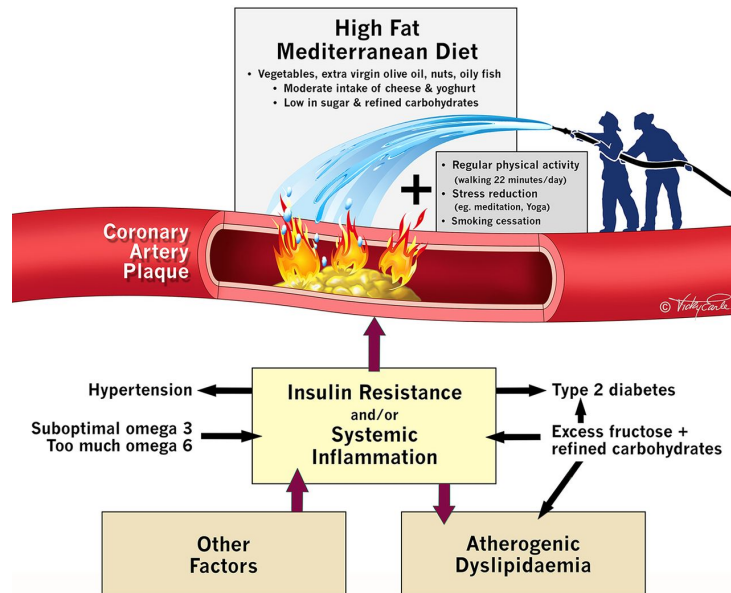 High Fat
Mediterranean Diet
• Vegetables, extra virgin olive oil, nuts, oily fish
• Moderate intake of cheese & yoghurt
• Low in sugar & refined carbohydrates
+
• Regular physical activity
(walking 22 minutes/day)
• Stress reduction
(eg. meditation, Yoga)
• Smoking cessation
Coronary
Artery
Plaque
© Vicky Earle
Hypertension
Insulin Resistance
and/or
Systemic
Inflammation
Type 2 diabetes
Suboptimal omega 3
Too much omega 6
Excess fructose +
refined carbohydrates
Other
Factors
Atherogenic
Dyslipidaemia